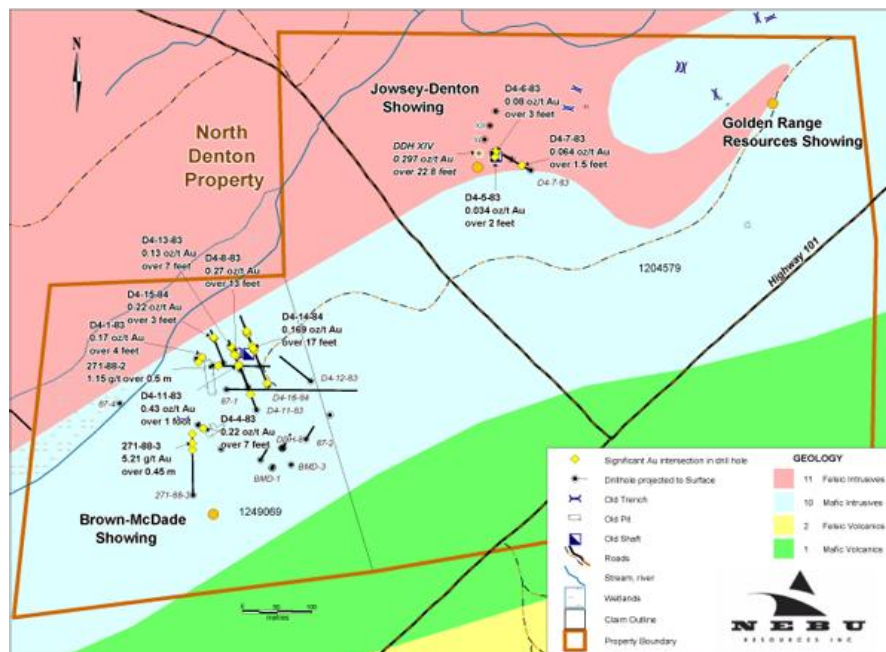 N
Jowsey-Denton
Showing
D4-6-83
0.08 oz/t Au
over 3 feet
D4-7-83
0.064 oz/t Au
over 1.5 feet
Golden Range
Resources Showing
North
Denton
Property
DDH XIV
0.297 oz/t Au
over 22.8 feet
D4-7-83
D4-5-83
0.034 oz/t Au
over 2 feet
D4-13-83
0.13 oz/t Au
over 7 feet
D4-8-83
0.27 oz/t Au
over 13 feet
1204579
Highway 101
D4-15-84
0.22 oz/t Au
over 3 feet
D4-14-84
0.169 oz/t Au
over 17 feet
D4-1-83
0.17 oz/t Au
over 4 feet
271-88-2
1.15 g/t over 0.5 m
D4-12-83
D4-11-83
0.43 oz/t Au
over 1 foot
87-4
87-1
D4-16-84
D4-11-83
D4-4-83
0.22 oz/t Au
over 7 feet
87-2
271-88-3
5.21 g/t Au
over 0.45 m
BMD-3
BMD-1
271-88-3
Brown-McDade
Showing
1249069
0
50
100
metres
Significant Au intersection in drill hole
Drillhole projected to Surface
Old Trench
Old Pit
Old Shaft
Roads
Stream, river
Wetlands
Claim Outline
Property Boundary
GEOLOGY
11 Felsic Intrusives
10 Mafic Intrusives
2 Felsic Volcanics
1 Mafic Volcanics
NEBU
RESOURCES INC